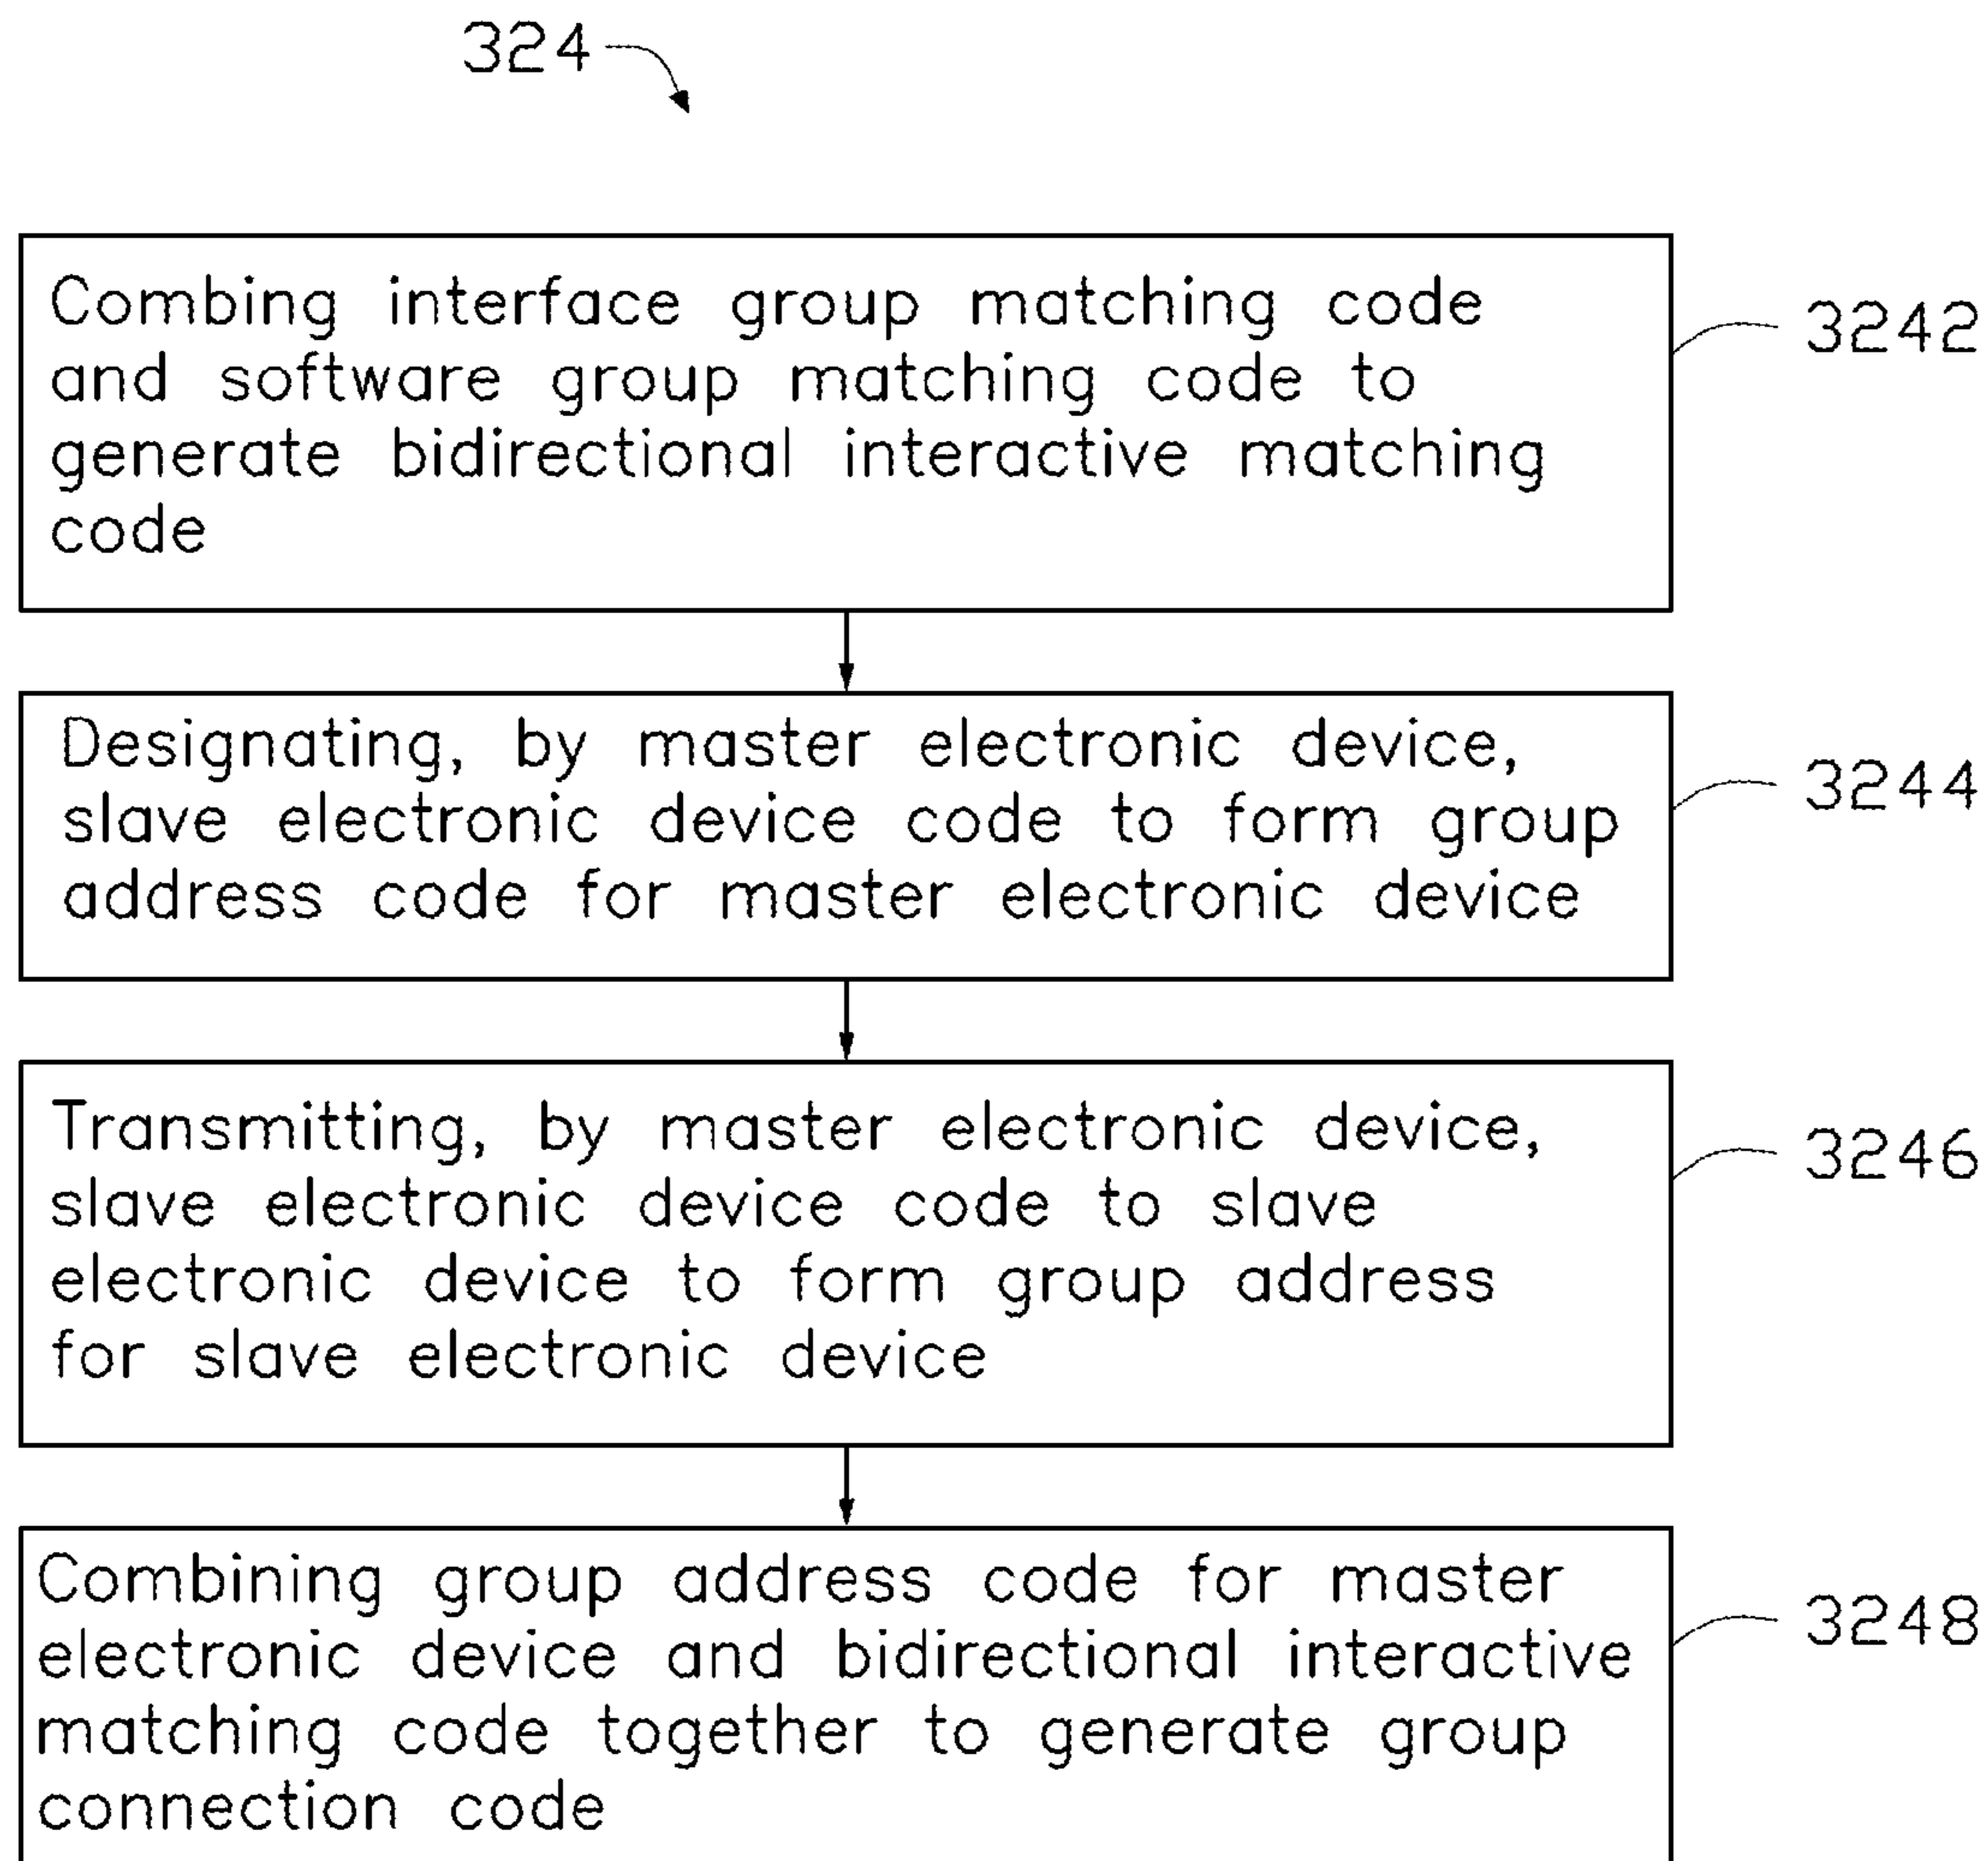 324
Combing interface group matching code
and software group matching code to
generate bidirectional interactive matching
code
3242
Designating, by master electronic device,
slave electronic device code to form group
address code for master electronic device
3244
Transmitting, by master electronic device,
slave electronic device code to slave
electronic device to form group address
for slave electronic device
3246
Combining group address code for master
electronic device and bidirectional interactive
matching code together to generate group
connection code
3248